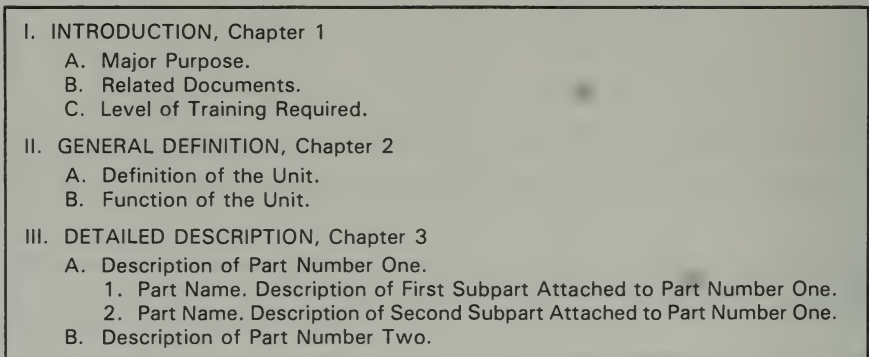 I. INTRODUCTION, Chapter 1
A. Major Purpose.
B. Related Documents.
C. Level of Training Required.
II. GENERAL DEFINITION, Chapter 2
A. Definition of the Unit.
B. Function of the Unit.
III. DETAILED DESCRIPTION, Chapter 3
A. Description of Part Number One.
1. Part Name. Description of First Subpart Attached to Part Number One.
2. Part Name. Description of Second Subpart Attached to Part Number One.
B. Description of Part Number Two.